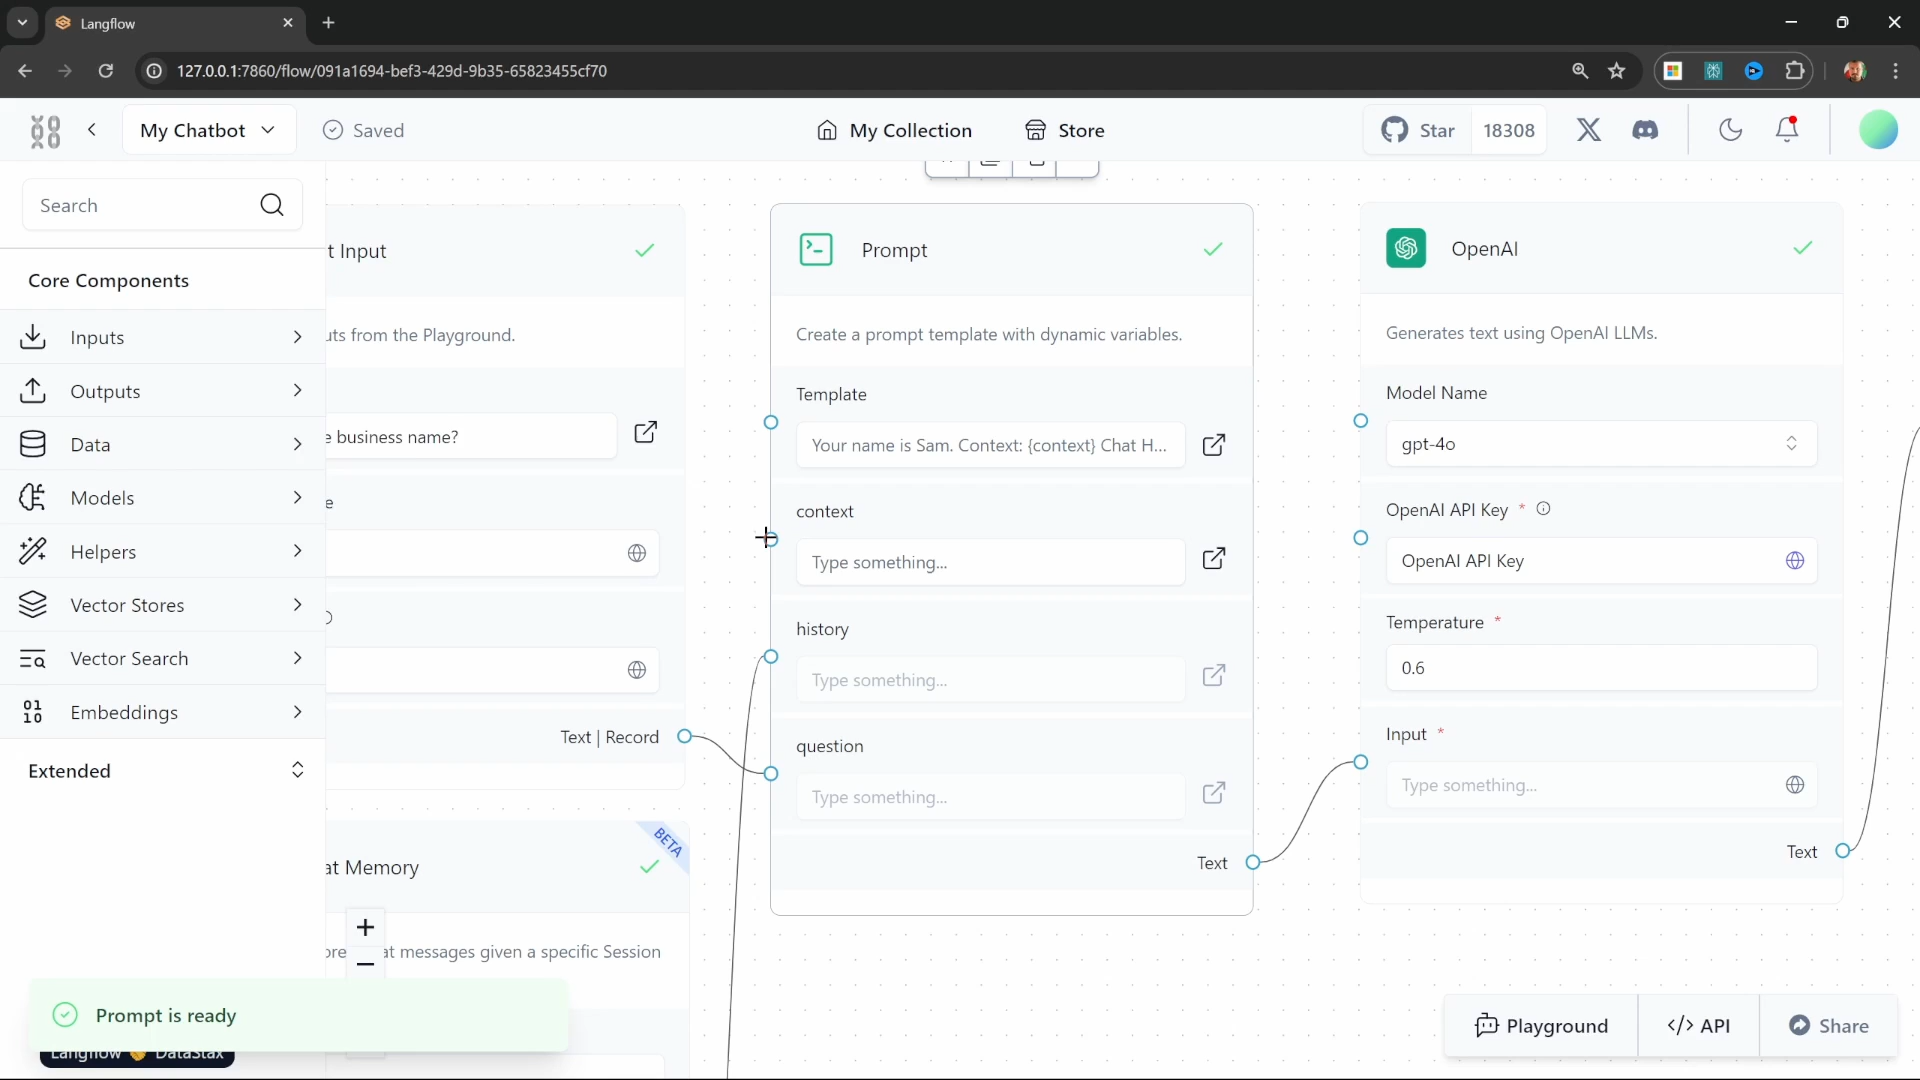 Langflow
127.0.0.1:7860/flow/091a1694-bef3-429d-9b35-65823455cf70
My Chatbot
Saved
My Collection
Store
Star 18308
Search
Core Components
Inputs
Outputs
Data
Models
Helpers
Vector Stores
Vector Search
Embeddings
Extended
t Input
uts from the Playground.
e business name?
e
Text | Record
BETA
at Memory
ore
at messages given a specific Session
Prompt
Create a prompt template with dynamic variables.
Template
Your name is Sam. Context: {context} Chat H...
context
Type something...
history
Type something...
question
Type something...
Text
OpenAI
Generates text using OpenAI LLMs.
Model Name
gpt-4o
OpenAI API Key *
OpenAI API Key
Temperature *
0.6
Input *
Type something...
Text
Prompt is ready
Langflow 🤝 DataStax
Playground
</> API
Share